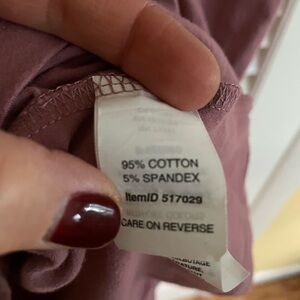 95% COTTON
5% SPANDEX
ItemID 517029
CARE ON REVERSE